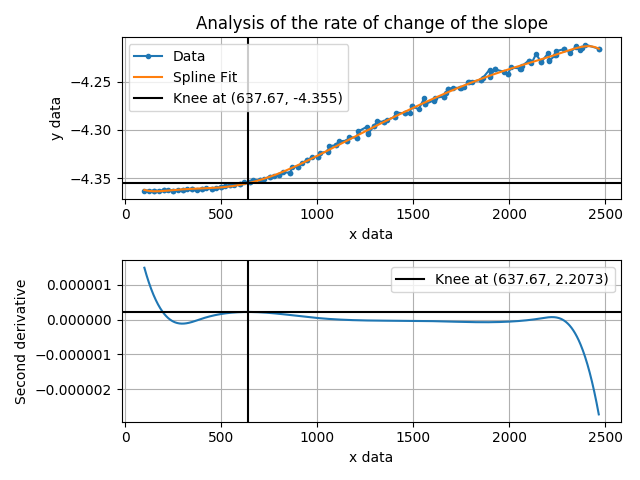 Analysis of the rate of change of the slope
y data
−4.25
−4.30
−4.35
Data
Spline Fit
Knee at (637.67, -4.355)
0
500
1000
1500
2000
2500
x data
Second derivative
0.000001
0.000000
−0.000001
−0.000002
Knee at (637.67, 2.2073)
0
500
1000
1500
2000
2500
x data